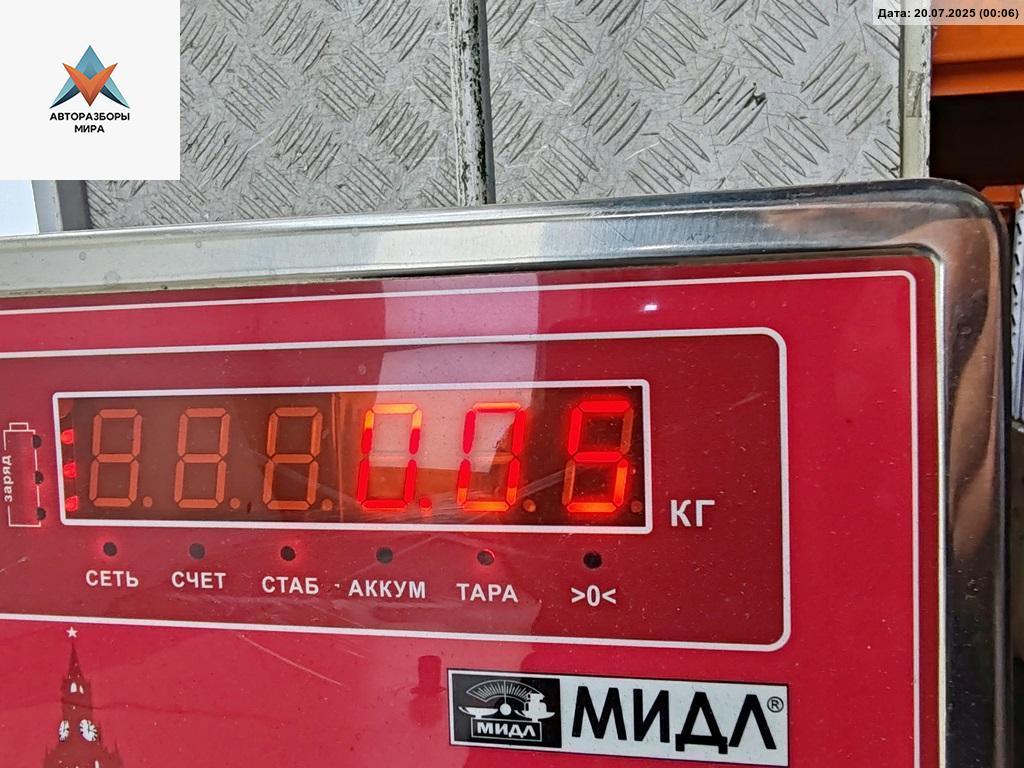 Дата: 20.07.2025 (00:06)
АВТОРАЗБОРЫ
МИРА
0.05
КГ
заряд
СЕТЬ СЧЕТ СТАБ АККУМ ТАРА >0<
МИДЛ МИДЛ®